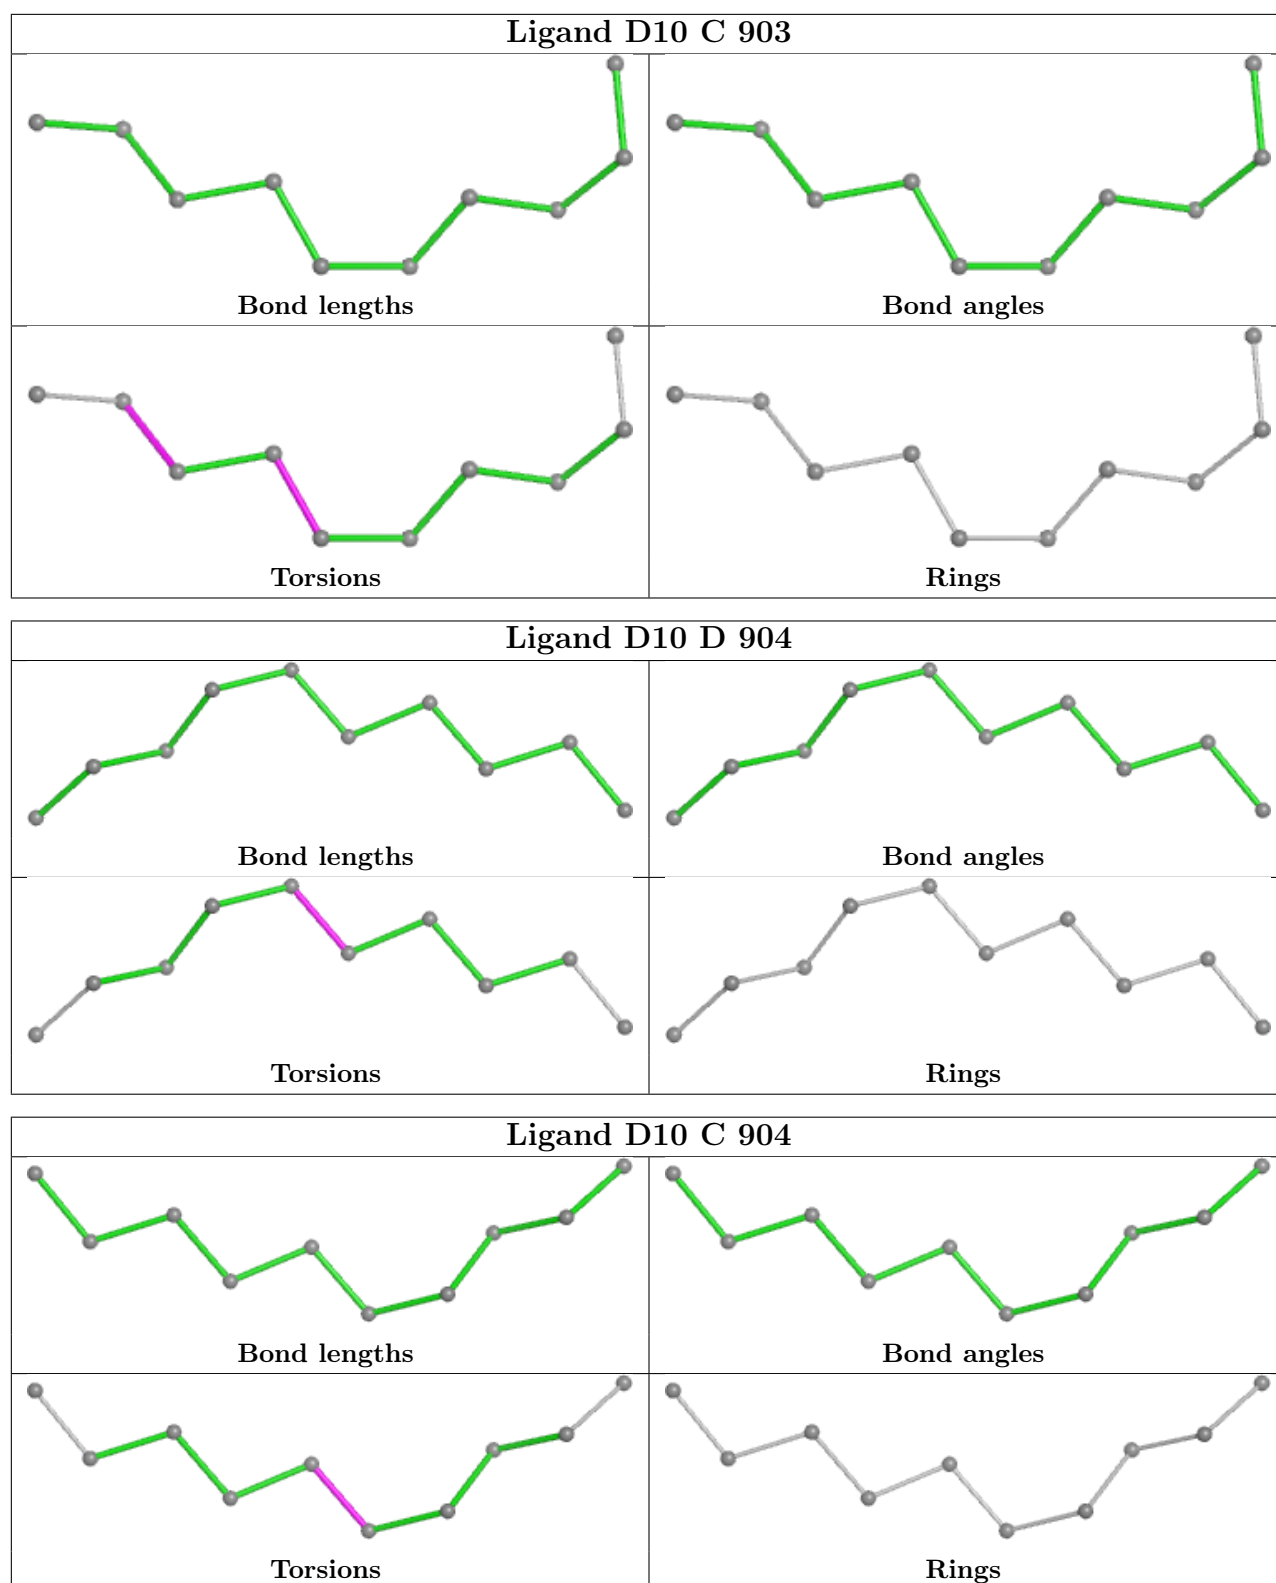 Ligand D10 C 903
Bond lengths
Bond angles
Torsions
Rings
Ligand D10 D 904
Bond lengths
Bond angles
Torsions
Rings
Ligand D10 C 904
Bond lengths
Bond angles
Torsions
Rings